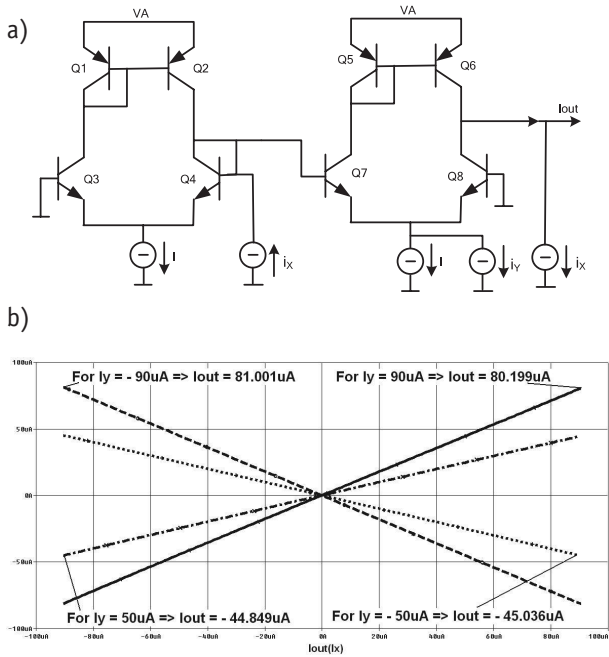 a)
VA
VA
Q1
Q2
Q5
Q6
Iout
Q3
Q4
Q7
Q8
I
iX
I
iY
iX
b)
100uA
For Iy = - 90uA => Iout = 81.001uA
For Iy = 90uA => Iout = 80.199uA
50uA
0A
-50uA
For Iy = 50uA => Iout = - 44.849uA
For Iy = - 50uA => Iout = - 45.036uA
-100uA
-100uA -80uA -60uA -40uA -20uA 0A 20uA 40uA 60uA 80uA 100uA
Iout(Ix)